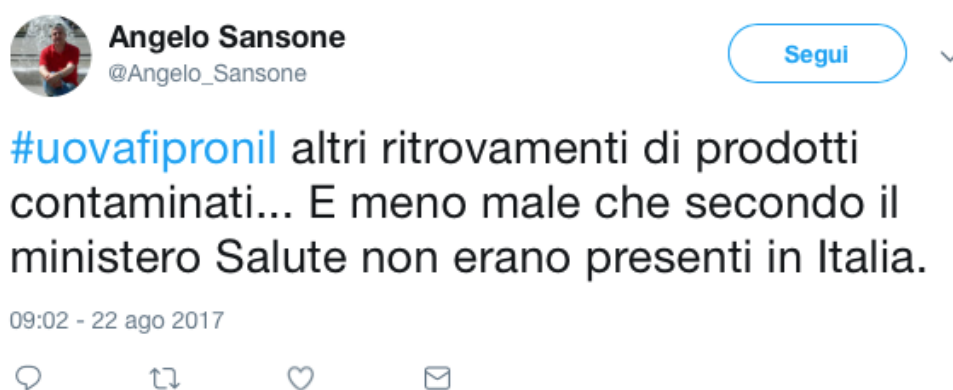 Angelo Sansone
@Angelo_Sansone
Segui
#uovafipronil altri ritrovamenti di prodotti
contaminati... E meno male che secondo il
ministero Salute non erano presenti in Italia.
09:02 - 22 ago 2017